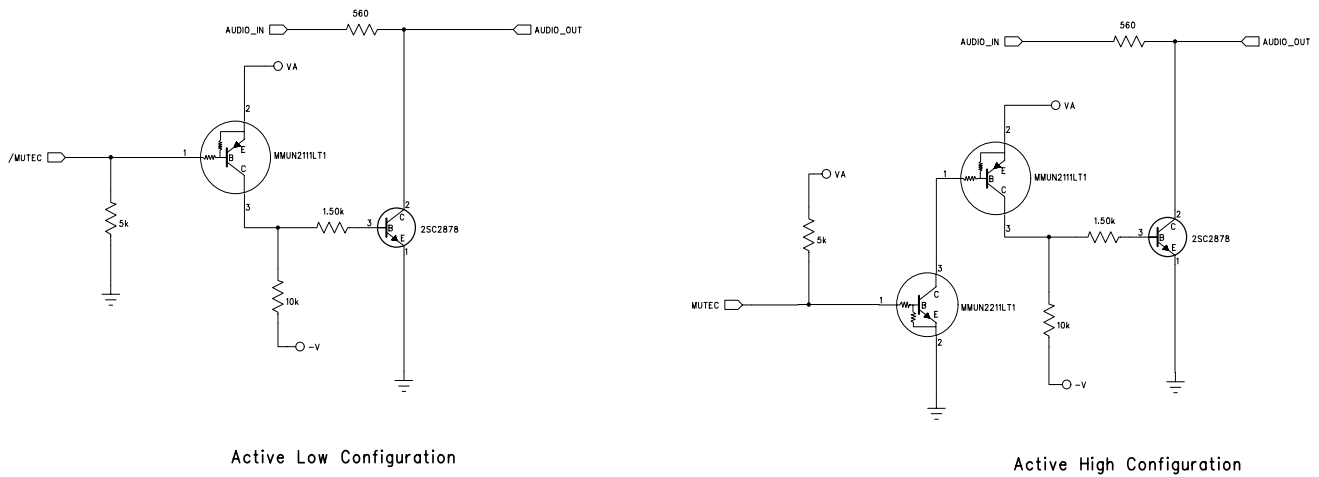 560
AUDIO_IN
AUDIO_OUT
VA
2
E
/MUTEC
1
B
MMUN2111LT1
C
3
5k
1.50k
3
2
C
B
E
1
2SC2878
10k
-V
Active Low Configuration
560
AUDIO_IN
AUDIO_OUT
VA
2
E
1
B
MMUN2111LT1
C
3
VA
5k
1.50k
3
2
C
B
E
1
2SC2878
MUTEC
1
3
C
B
E
2
MMUN2211LT1
10k
-V
Active High Configuration